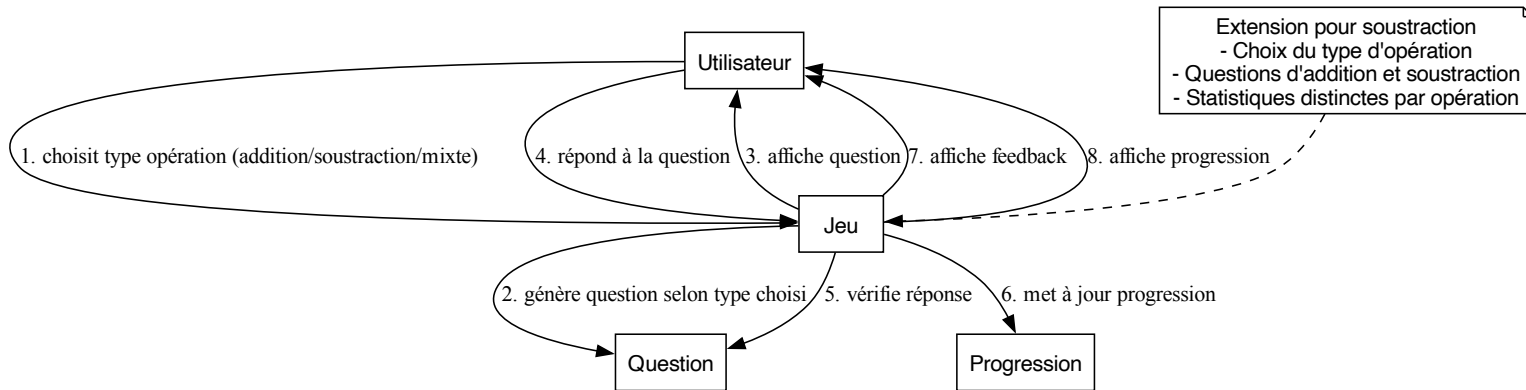 Extension pour soustraction
- Choix du type d'opération
- Questions d'addition et soustraction
- Statistiques distinctes par opération
Utilisateur
1. choisit type opération (addition/soustraction/mixte)
4. répond à la question
3. affiche question
7. affiche feedback
8. affiche progression
Jeu
2. génère question selon type choisi
5. vérifie réponse
6. met à jour progression
Question
Progression